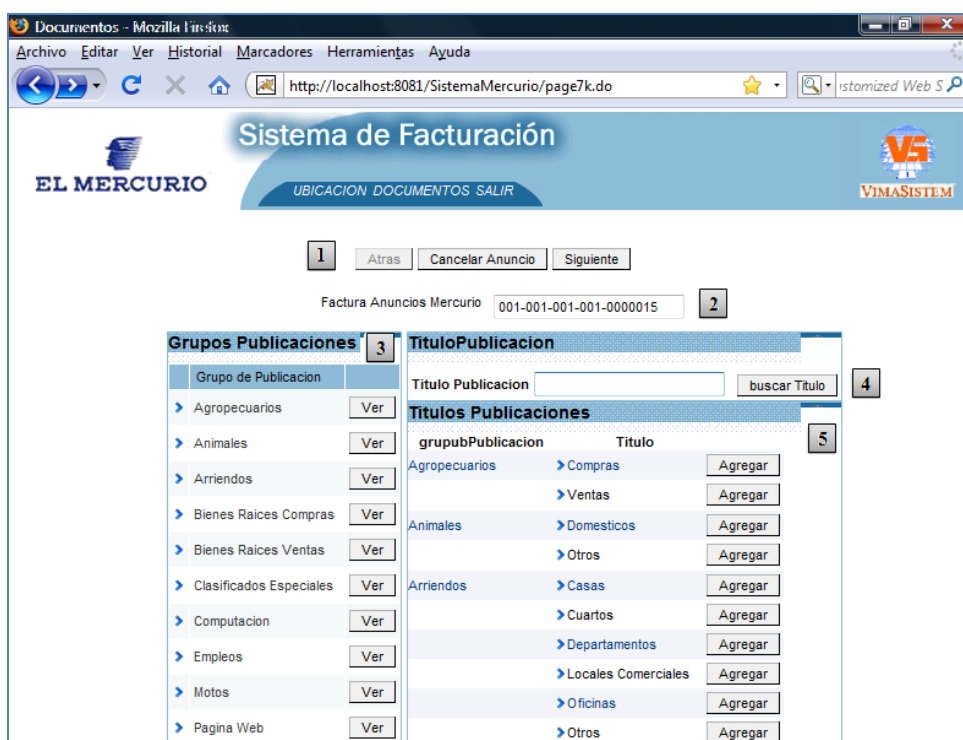 Documentos - Mozilla Firefox
Archivo Editar Ver Historial Marcadores Herramientas Ayuda
http://localhost:8081/SistemaMercurio/page7k.do
istomized Web S
Sistema de Facturación
EL MERCURIO
UBICACION DOCUMENTOS SALIR
VS
VIMASISTEM
1
Atras
Cancelar Anuncio
Siguiente
Factura Anuncios Mercurio
001-001-001-001-0000015
2
Grupos Publicaciones
3
Grupo de Publicacion
Agropecuarios Ver
Animales Ver
Arriendos Ver
Bienes Raices Compras Ver
Bienes Raices Ventas Ver
Clasificados Especiales Ver
Computacion Ver
Empleos Ver
Motos Ver
Pagina Web Ver
TituloPublicacion
Titulo Publicacion
buscar Titulo
4
Titulos Publicaciones
5
grupubPublicacion Titulo
Agropecuarios Compras Agregar
Ventas Agregar
Animales Domesticos Agregar
Otros Agregar
Arriendos Casas Agregar
Cuartos Agregar
Departamentos Agregar
Locales Comerciales Agregar
Oficinas Agregar
Otros Agregar